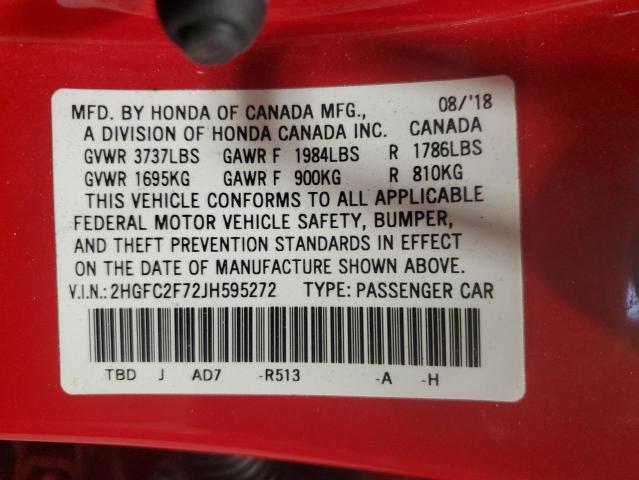 MFD. BY HONDA OF CANADA MFG., 08/'18
A DIVISION OF HONDA CANADA INC. CANADA
GVWR 3737LBS GAWR F 1984LBS R 1786LBS
GVWR 1695KG GAWR F 900KG R 810KG
THIS VEHICLE CONFORMS TO ALL APPLICABLE
FEDERAL MOTOR VEHICLE SAFETY, BUMPER,
AND THEFT PREVENTION STANDARDS IN EFFECT
ON THE DATE OF MANUFACTURE SHOWN ABOVE.
V.I.N.: 2HGFC2F72JH595272 TYPE: PASSENGER CAR
TBD J AD7 -R513 -A -H